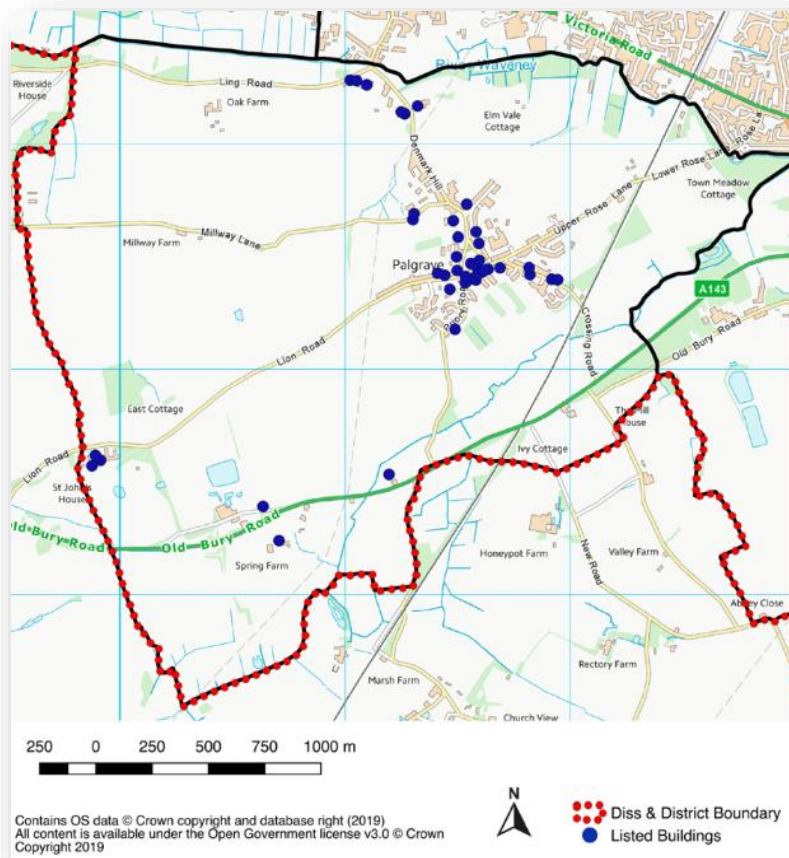 Victoria Road
River Waveney
Riverside House
Ling Road
Oak Farm
Elm Vale Cottage
Denmark Hill
Lower Rose Lane
Rose La
Town Meadow Cottage
Upper Rose Lane
Millway Farm
Millway Lane
Palgrave
Priory Road
A143
Crossing Road
Old Bury Road
Lion Road
East Cottage
The Mill House
Ivy Cottage
Lion Road
St John's House
Old Bury Road
Old Bury Road
Spring Farm
Honeypot Farm
New Road
Valley Farm
Abbey Close
Rectory Farm
Marsh Farm
Church View
250 0 250 500 750 1000 m
Contains OS data © Crown copyright and database right (2019)
All content is available under the Open Government license v3.0 © Crown
Copyright 2019
N
Diss & District Boundary
Listed Buildings